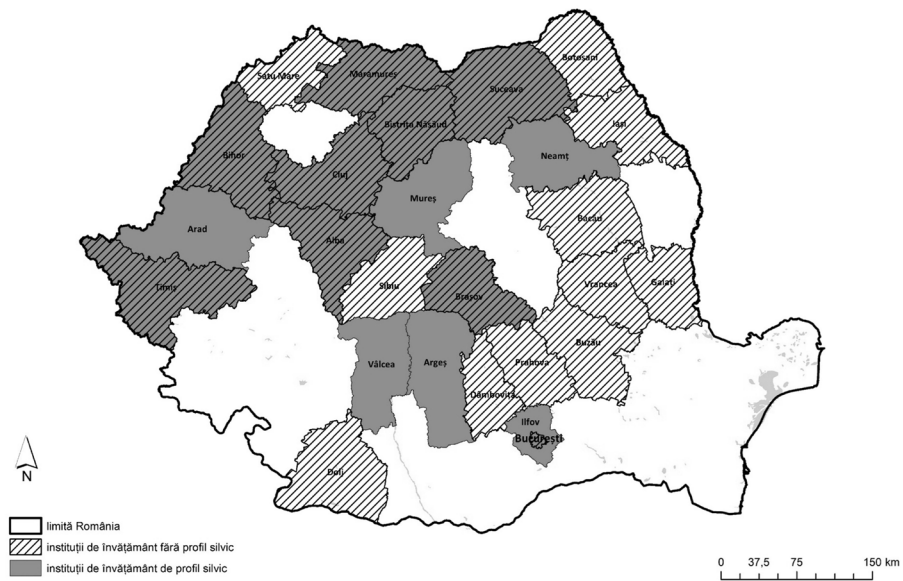 Botoșani
Satu Mare
Maramureș
Suceava
Iași
Bistrița Năsăud
Bihor
Neamț
Cluj
Mureș
Bacău
Arad
Alba
Timiș
Sibiu
Brașov
Vrancea
Galați
Buzău
Vâlcea
Argeș
Prahova
Dâmbovița
Ilfov
București
Dolj
N
limită România
instituții de învățământ fără profil silvic
instituții de învățământ de profil silvic
0 37,5 75 150 km